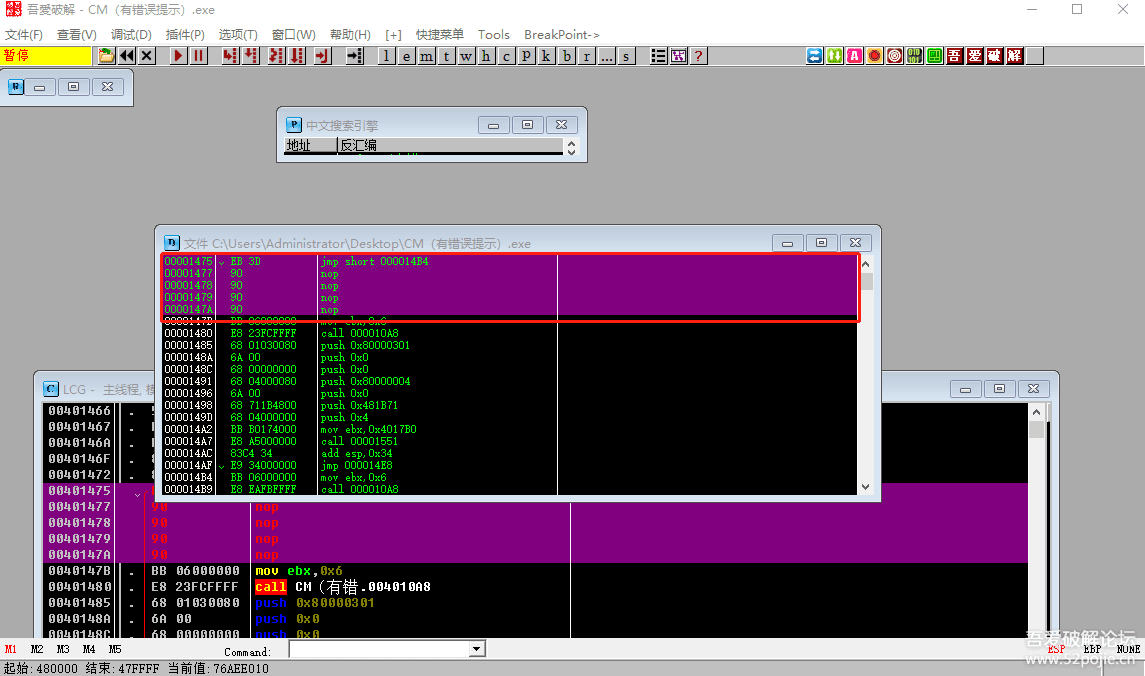 吾爱破解 - CM（有错误提示）.exe
文件(F) 查看(V) 调试(D) 插件(P) 选项(T) 窗口(W) 帮助(H) [+] 快捷菜单 Tools BreakPoint->
暂停 l e m t w h c p k b r ... s ? 吾 爱 破 解
中文搜索引擎
地址 反汇编
文件 C:\Users\Administrator\Desktop\CM（有错误提示）.exe
00001475 EB 3D jmp short 000014B4
00001477 90 nop
00001478 90 nop
00001479 90 nop
0000147A 90 nop
0000147B BB 06000000 mov ebx,0x6
00001480 E8 23FCFFFF call 000010A8
00001485 68 01030080 push 0x80000301
0000148A 6A 00 push 0x0
0000148C 68 00000000 push 0x0
00001491 68 04000080 push 0x80000004
00001496 6A 00 push 0x0
00001498 68 711B4800 push 0x481B71
0000149D 68 04000000 push 0x4
000014A2 BB B0174000 mov ebx,0x4017B0
000014A7 E8 A5000000 call 00001551
000014AC 83C4 34 add esp,0x34
000014AF E9 34000000 jmp 000014E8
000014B4 BB 06000000 mov ebx,0x6
000014B9 E8 EAFBFFFF call 000010A8
LCG - 主线程, 模
00401466 .
00401467 .
0040146A .
0040146F .
00401472 .
00401475
00401477 90 nop
00401478 90 nop
00401479 90 nop
0040147A 90 nop
0040147B . BB 06000000 mov ebx,0x6
00401480 . E8 23FCFFFF call CM（有错.004010A8
00401485 . 68 01030080 push 0x80000301
0040148A . 6A 00 push 0x0
0040148C . 68 00000000 push 0x0
M1 M2 M3 M4 M5 Command: ESP EBP NONE
起始:480000 结束:47FFFF 当前值:76AEE010
吾爱破解论坛
www.52pojie.cn